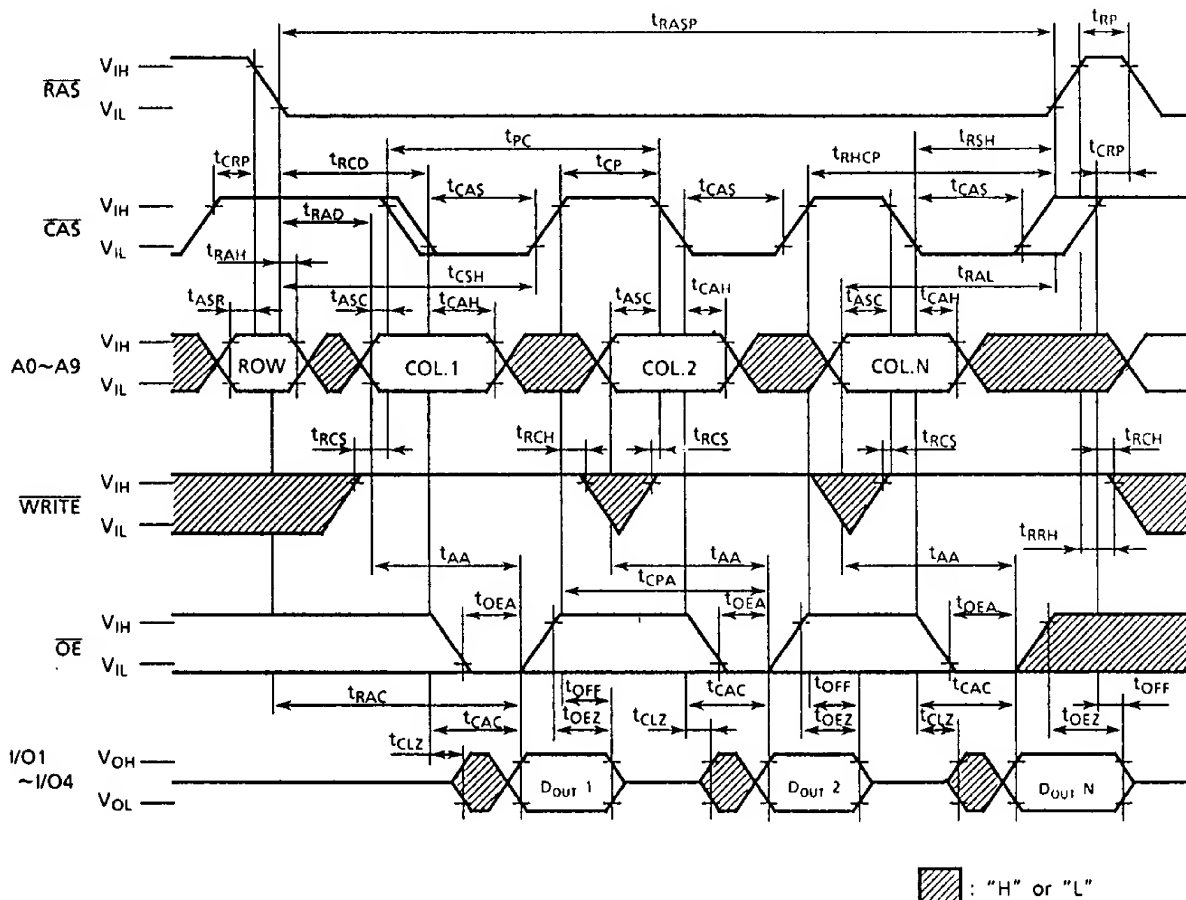 tRASP tRP
RAS VIH
VIL
tPC tRSH
tCRP tRCD tCP tRHCP tCRP
tCAS tCAS tCAS
CAS VIH
tRAD
VIL
tRAH tCSH tRAL
tASR tASC tCAH tASC tCAH tASC tCAH
A0~A9 VIH
ROW COL.1 COL.2 COL.N
VIL
tRCS tRCH tRCS tRCS tRCH
WRITE VIH
VIL
tRRH
tAA tAA tAA
tCPA
tOEA tOEA tOEA
OE VIH
VIL
tRAC tOFF tCAC tOFF tCAC tOFF
tCAC tOEZ tCLZ tOEZ tCLZ tOEZ
tCLZ
I/O1
~I/O4
VOH
DOUT 1 DOUT 2 DOUT N
VOL
: "H" or "L"